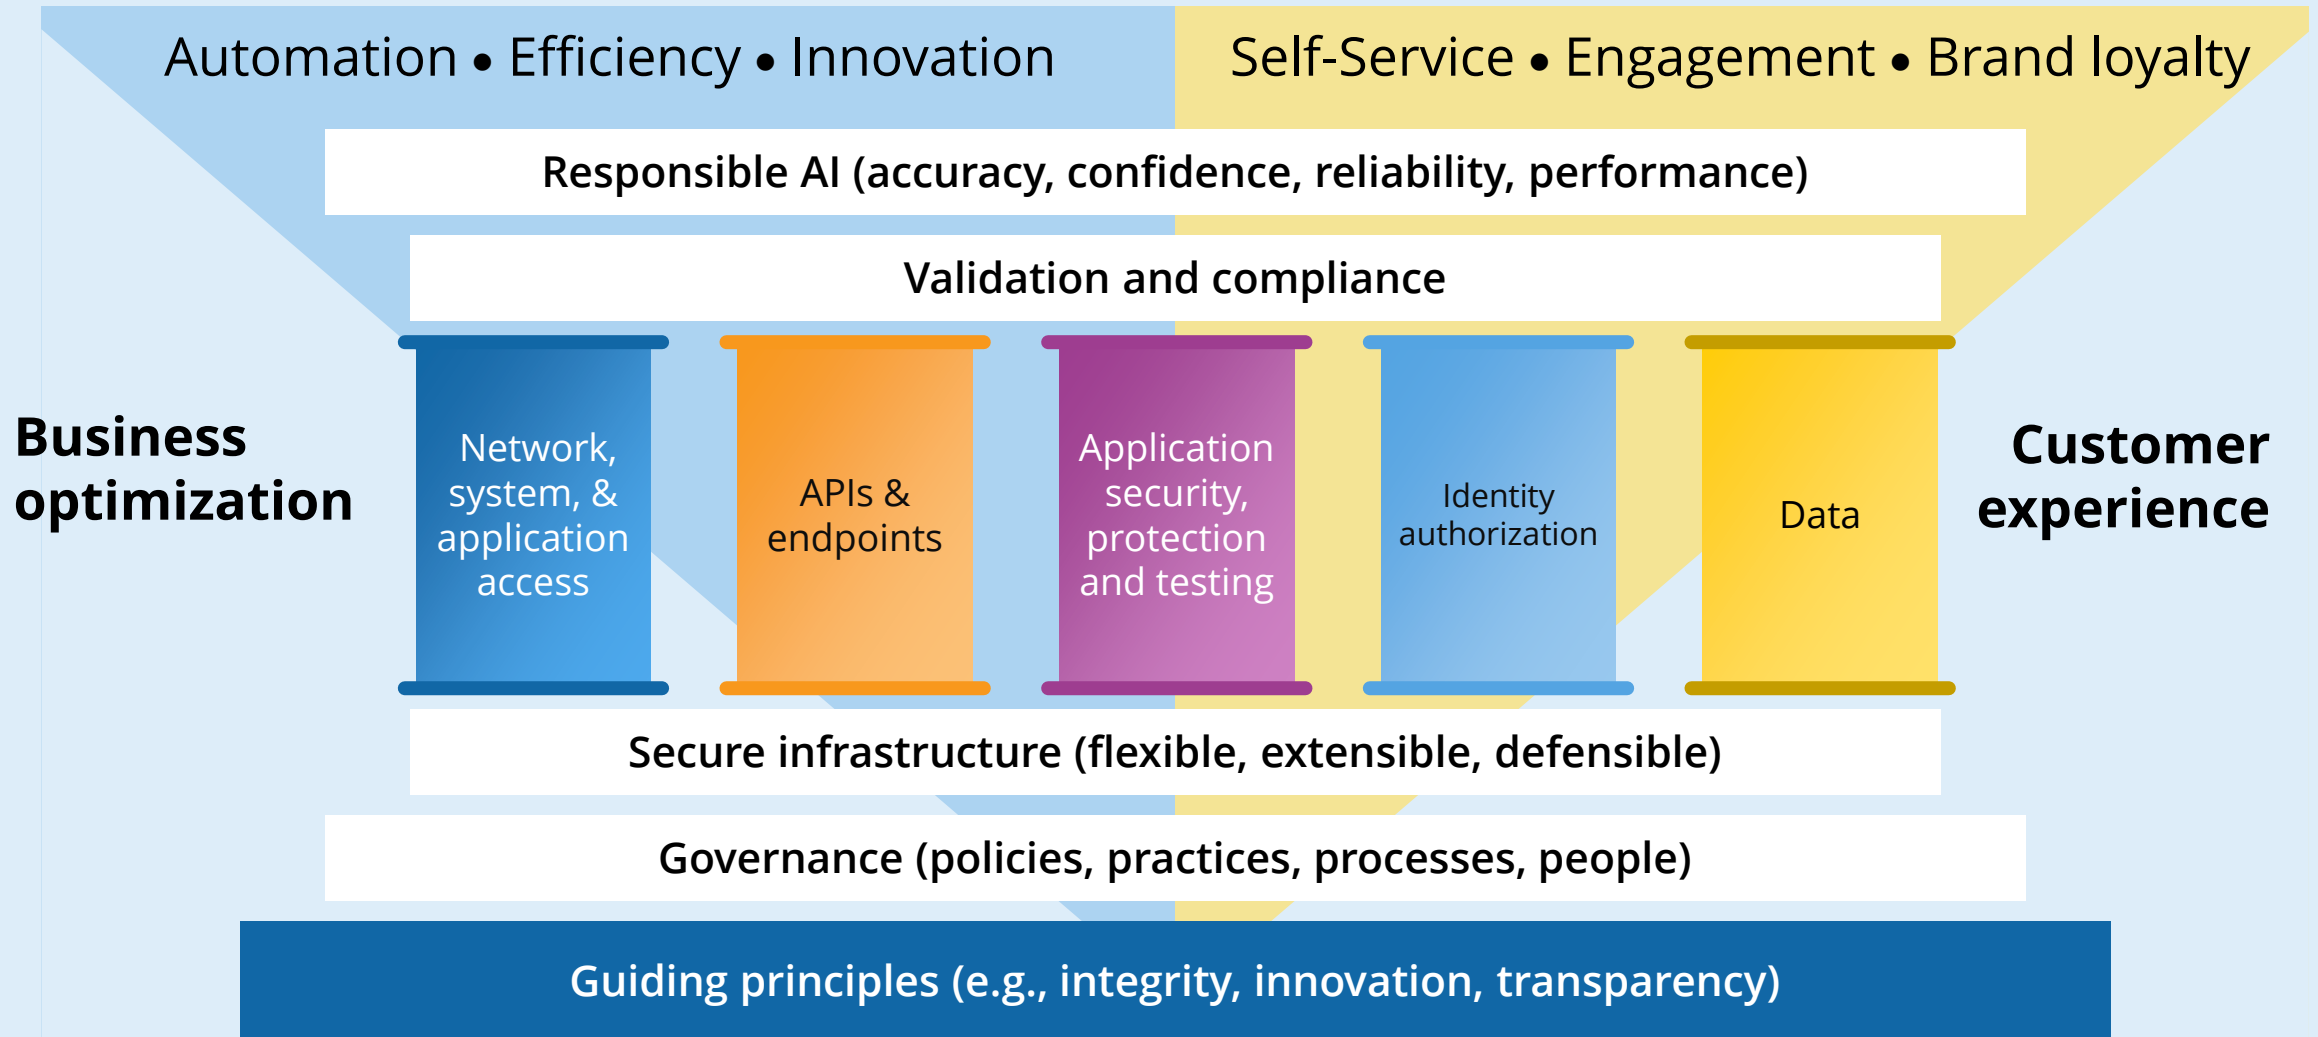 Automation • Efficiency • Innovation
Self-Service • Engagement • Brand loyalty
Responsible AI (accuracy, confidence, reliability, performance)
Validation and compliance
Business
optimization
Network,
system, &
application
access
APIs &
endpoints
Application
security,
protection
and testing
Identity
authorization
Data
Customer
experience
Secure infrastructure (flexible, extensible, defensible)
Governance (policies, practices, processes, people)
Guiding principles (e.g., integrity, innovation, transparency)